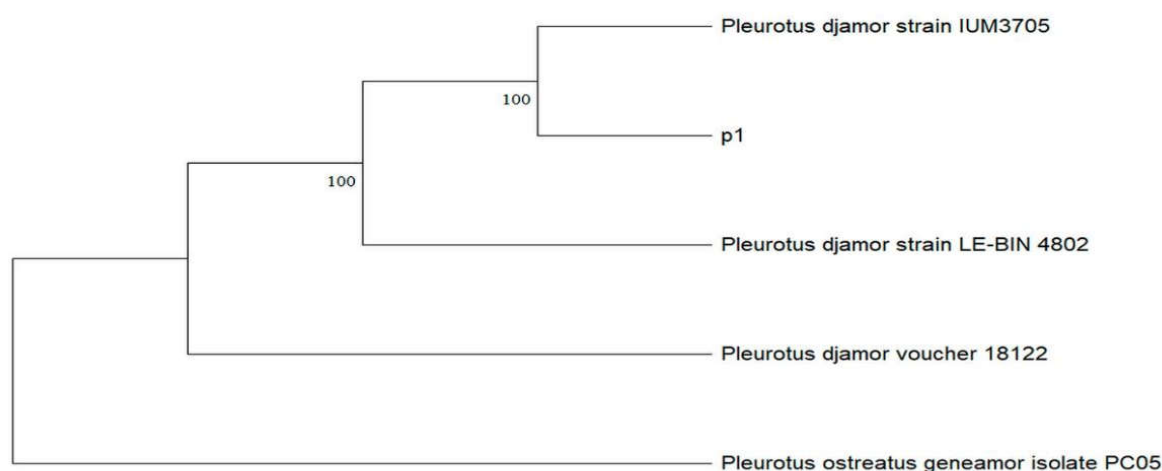 Pleurotus djamor strain IUM3705
100
p1
100
Pleurotus djamor strain LE-BIN 4802
Pleurotus djamor voucher 18122
Pleurotus ostreatus geneamor isolate PC05